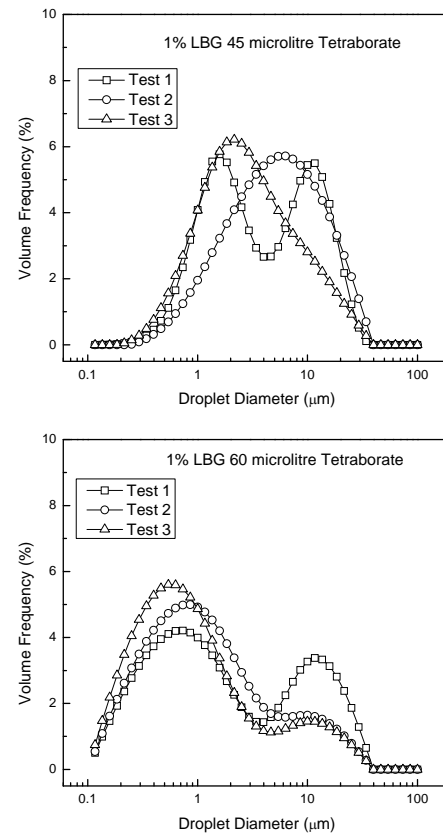 1% LBG 45 microlitre Tetraborate
Test 1
Test 2
Test 3
10
8
6
4
2
0
Volume Frequency (%)
0.1 1 10 100
Droplet Diameter (μm)
1% LBG 60 microlitre Tetraborate
Test 1
Test 2
Test 3
10
8
6
4
2
0
Volume Frequency (%)
0.1 1 10 100
Droplet Diameter (μm)